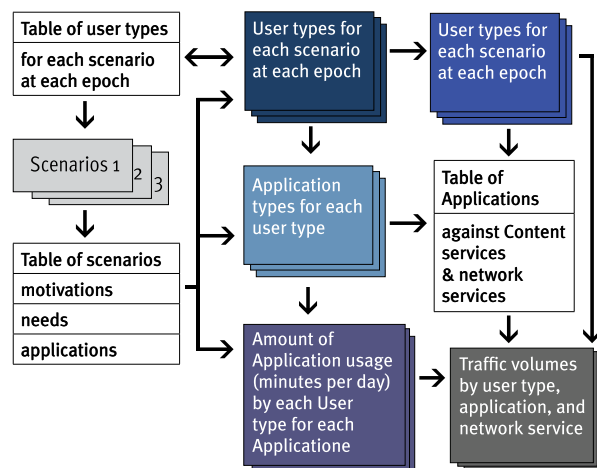 Table of user types
for each scenario
at each epoch
Scenarios 1
2
3
Table of scenarios
motivations
needs
applications
User types for
each scenario
at each epoch
Application
types for each
user type
Amount of
Application usage
(minutes per day)
by each User
type for each
Applicatione
User types for
each scenario
at each epoch
Table of
Applications
against Content
services
& network
services
Traffic volumes
by user type,
application, and
network service